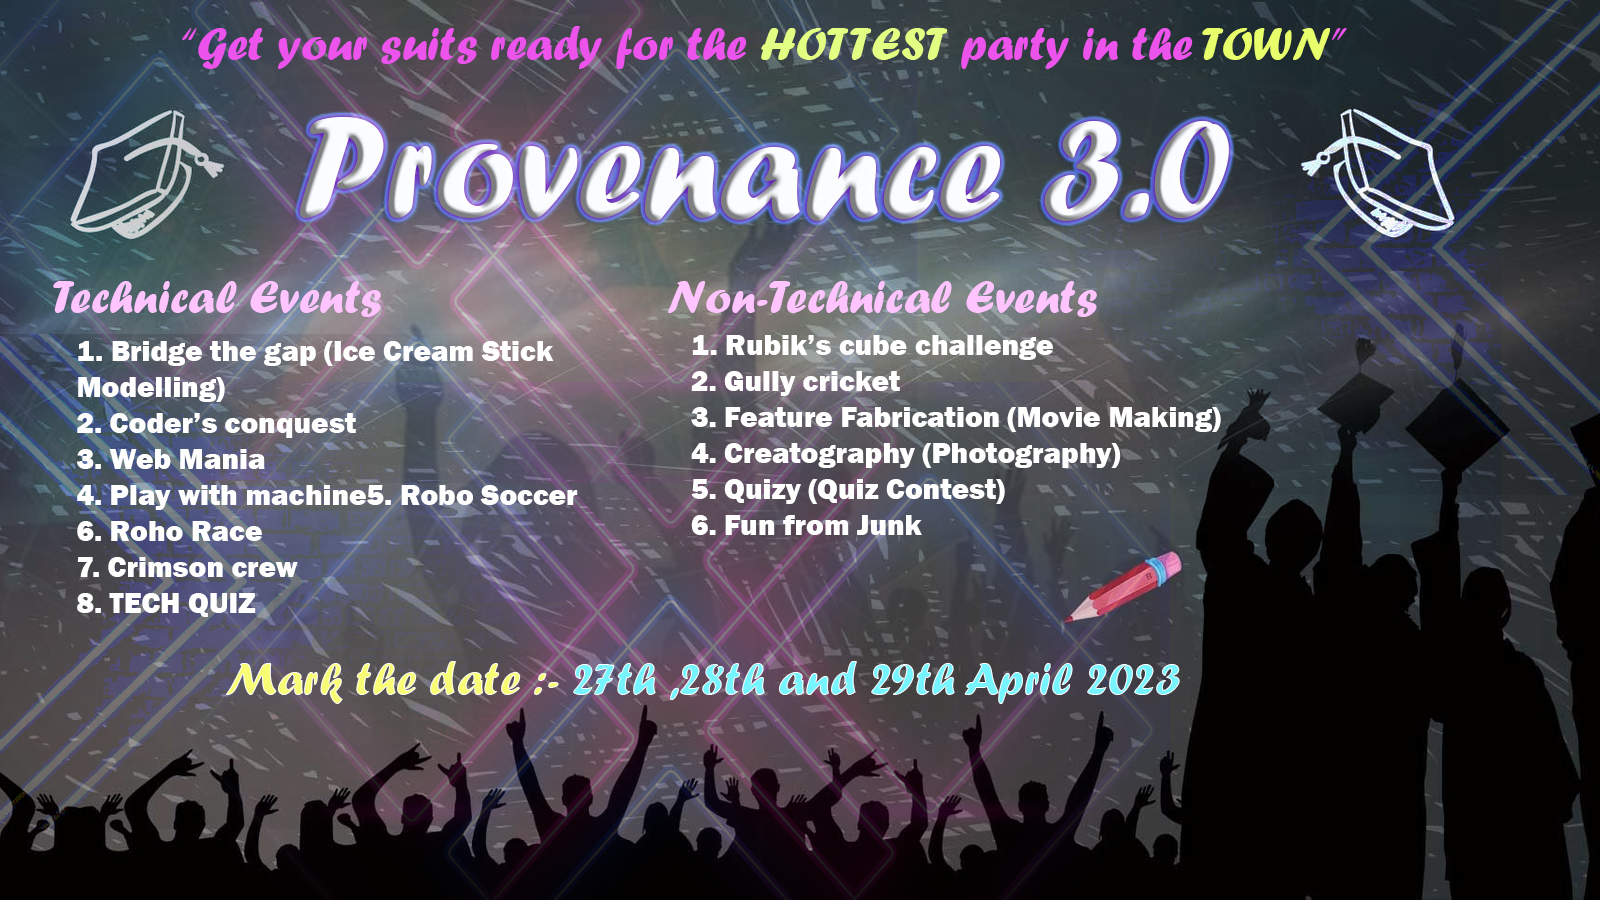 “Get your suits ready for the HOTTEST party in the TOWN”
Provenance 3.0
Technical Events
1. Bridge the gap (Ice Cream Stick
Modelling)
2. Coder’s conquest
3. Web Mania
4. Play with machine5. Robo Soccer
6. Roho Race
7. Crimson crew
8. TECH QUIZ
Non-Technical Events
1. Rubik’s cube challenge
2. Gully cricket
3. Feature Fabrication (Movie Making)
4. Creatography (Photography)
5. Quizy (Quiz Contest)
6. Fun from Junk
Mark the date :- 27th ,28th and 29th April 2023